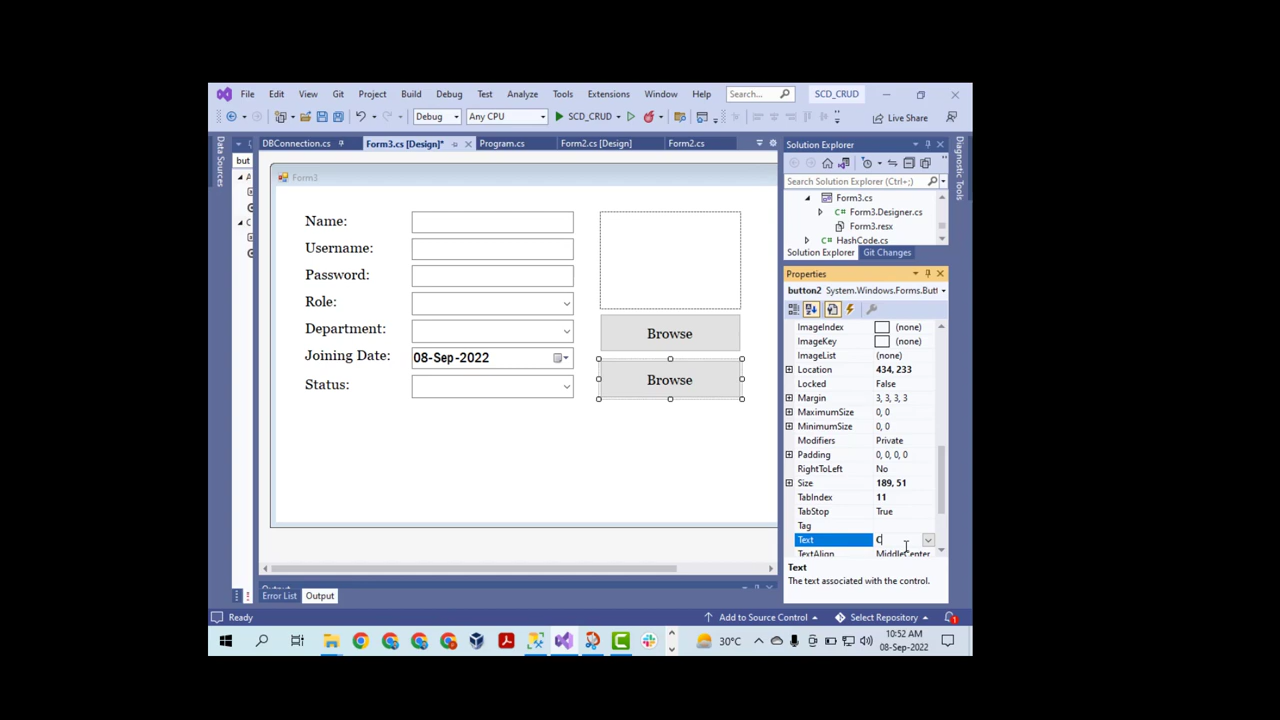 File Edit View Git Project Build Debug Test Analyze Tools Extensions Window Help Search... SCD_CRUD
Debug Any CPU SCD_CRUD Live Share
DBConnection.cs Form3.cs [Design]* Program.cs Form2.cs [Design] Form2.cs
Data Sources
but
Form3
Name:
Username:
Password:
Role:
Department:
Joining Date: 08-Sep-2022
Status:
Browse
Browse
Solution Explorer
Search Solution Explorer (Ctrl+;)
Form3.cs
Form3.Designer.cs
Form3.resx
HashCode.cs
Solution Explorer Git Changes
Diagnostic Tools
Properties
button2 System.Windows.Forms.Butt
ImageIndex (none)
ImageKey (none)
ImageList (none)
Location 434, 233
Locked False
Margin 3, 3, 3, 3
MaximumSize 0, 0
MinimumSize 0, 0
Modifiers Private
Padding 0, 0, 0, 0
RightToLeft No
Size 189, 51
TabIndex 11
TabStop True
Tag
Text C
TextAlign MiddleCenter
Text
The text associated with the control.
Output
Error List Output
Ready Add to Source Control Select Repository 1
30°C 10:52 AM
08-Sep-2022